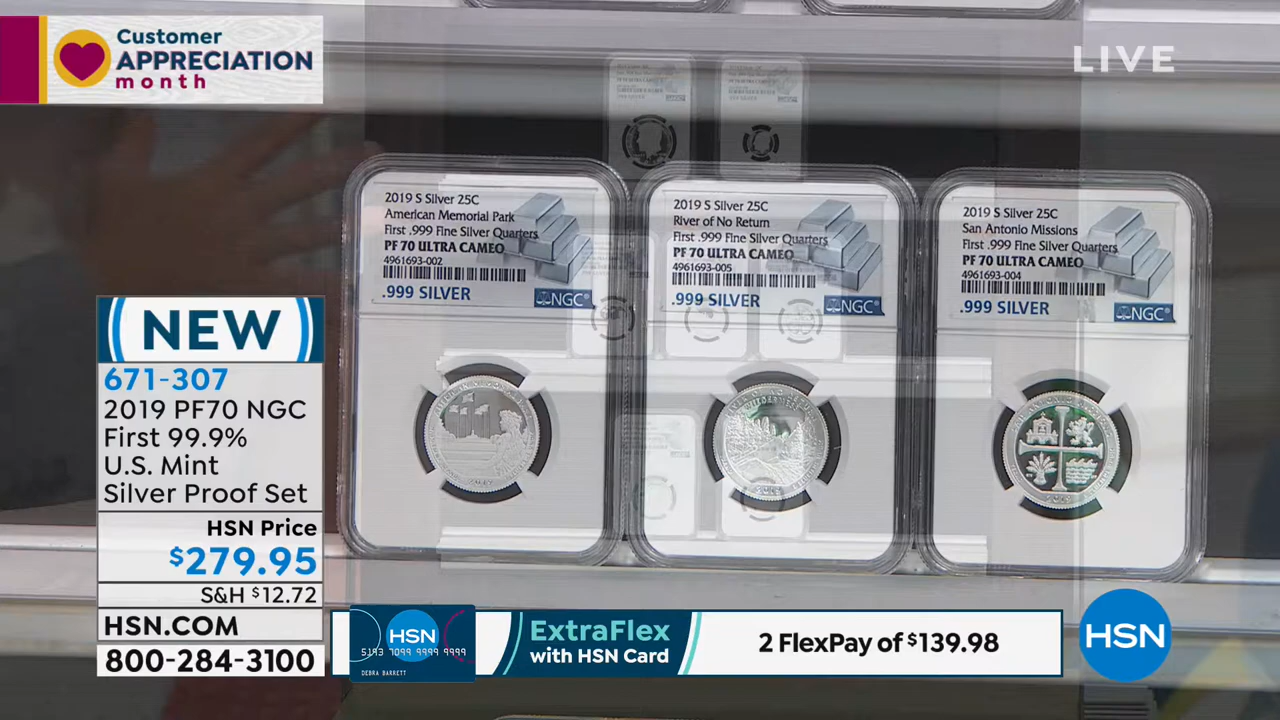 Customer
APPRECIATION
month
LIVE
2019 S Silver 25C
American Memorial Park
First .999 Fine Silver Quarters
PF 70 ULTRA CAMEO
4961693-002
.999 SILVER
NGC
2019 S Silver 25C
River of No Return
First .999 Fine Silver Quarters
PF 70 ULTRA CAMEO
4961693-005
.999 SILVER
NGC
2019 S Silver 25C
San Antonio Missions
First .999 Fine Silver Quarters
PF 70 ULTRA CAMEO
4961693-004
.999 SILVER
NGC
NEW
671-307
2019 PF70 NGC
First 99.9%
U.S. Mint
Silver Proof Set
HSN Price
$279.95
S&H $12.72
HSN.COM
800-284-3100
HSN
5193 7099 9999 9999
DEBRA BARRETT
ExtraFlex
with HSN Card
2 FlexPay of $139.98
HSN